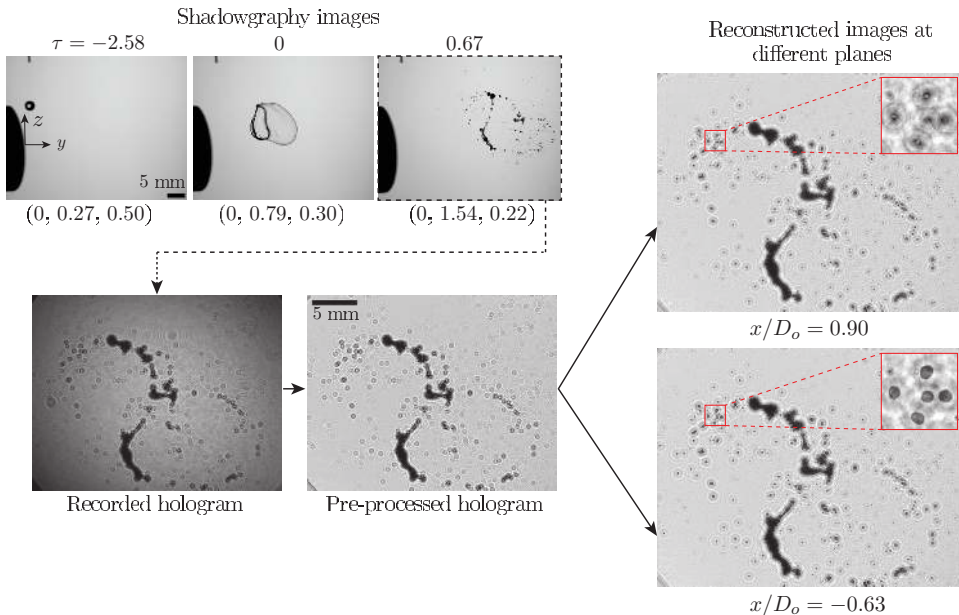 Shadowgraphy images
τ = −2.58
0
0.67
z
y
5 mm
(0, 0.27, 0.50)
(0, 0.79, 0.30)
(0, 1.54, 0.22)
5 mm
Recorded hologram
Pre-processed hologram
Reconstructed images at
different planes
x/Dₒ = 0.90
x/Dₒ = −0.63